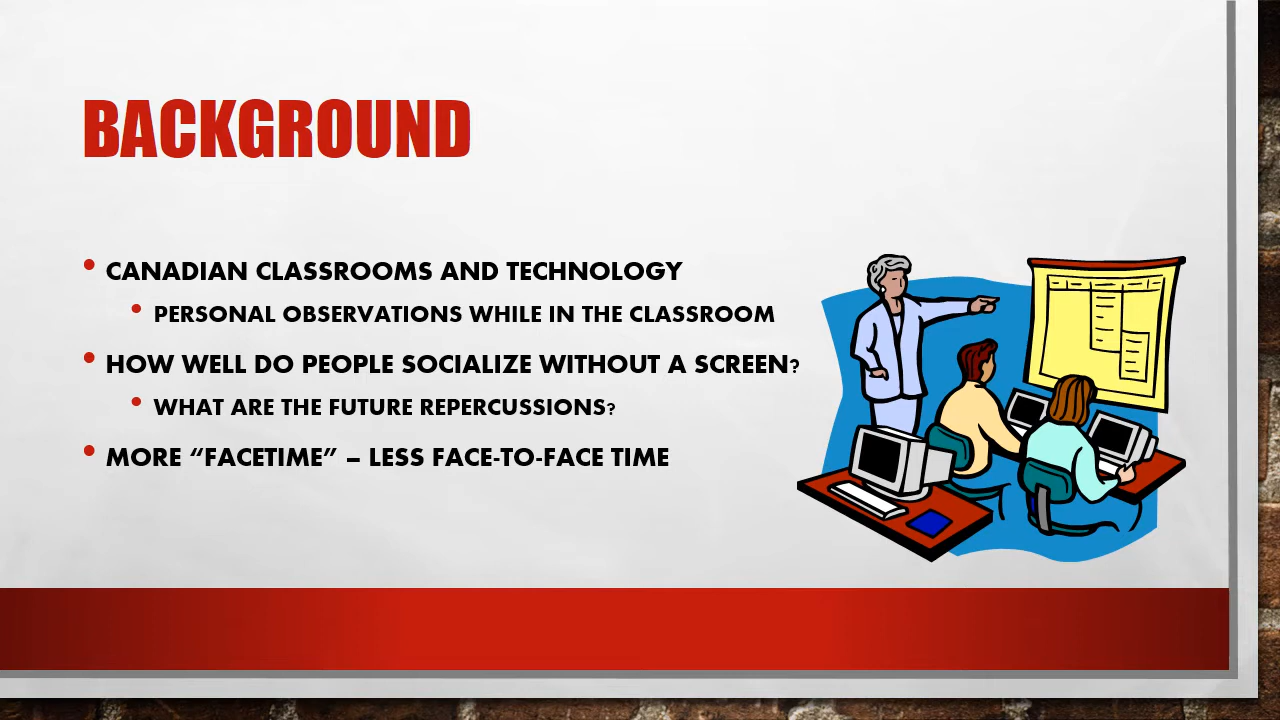 BACKGROUND
• CANADIAN CLASSROOMS AND TECHNOLOGY
• PERSONAL OBSERVATIONS WHILE IN THE CLASSROOM
• HOW WELL DO PEOPLE SOCIALIZE WITHOUT A SCREEN?
• WHAT ARE THE FUTURE REPERCUSSIONS?
• MORE “FACETIME” – LESS FACE-TO-FACE TIME